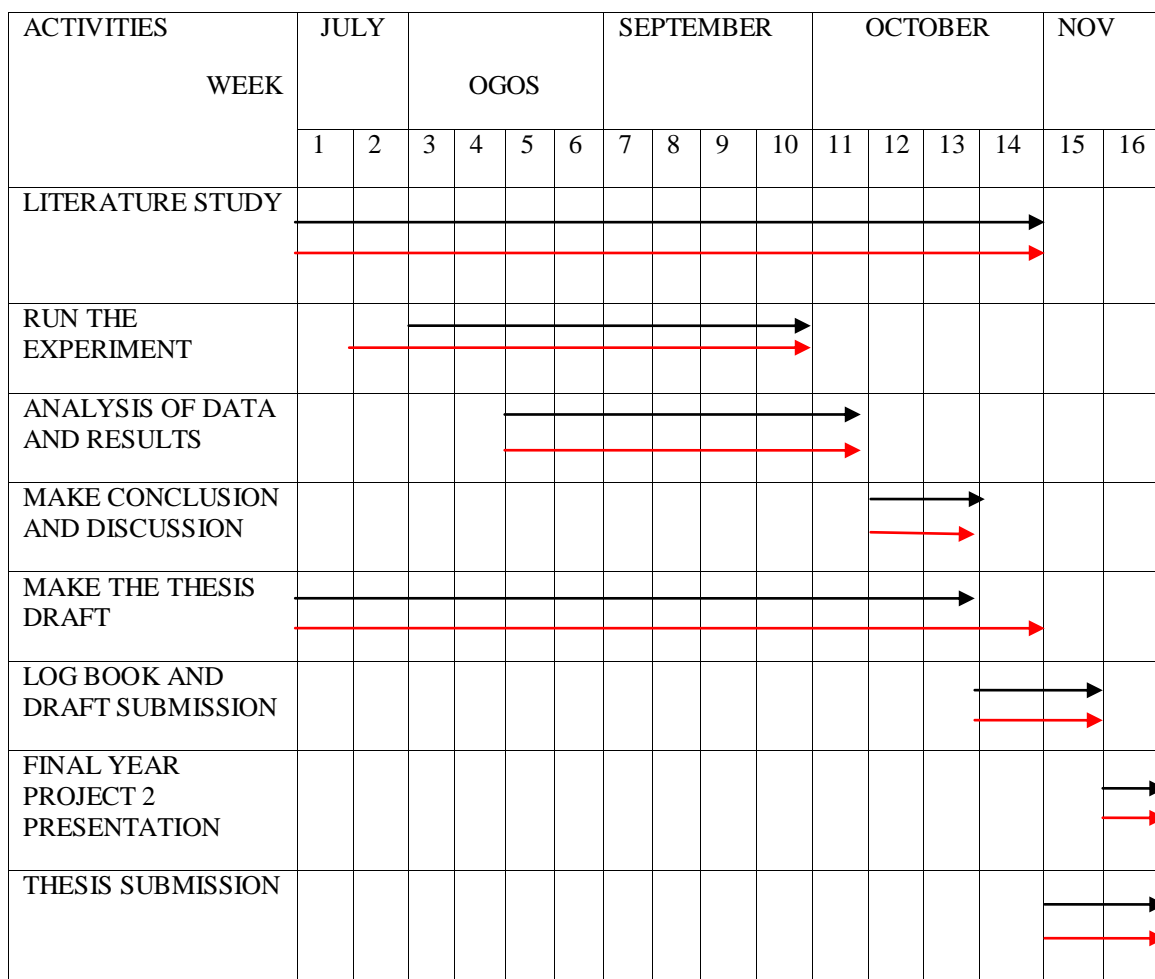 ACTIVITIES JULY SEPTEMBER OCTOBER NOV
WEEK OGOS
1 2 3 4 5 6 7 8 9 10 11 12 13 14 15 16
LITERATURE STUDY
RUN THE
EXPERIMENT
ANALYSIS OF DATA
AND RESULTS
MAKE CONCLUSION
AND DISCUSSION
MAKE THE THESIS
DRAFT
LOG BOOK AND
DRAFT SUBMISSION
FINAL YEAR
PROJECT 2
PRESENTATION
THESIS SUBMISSION